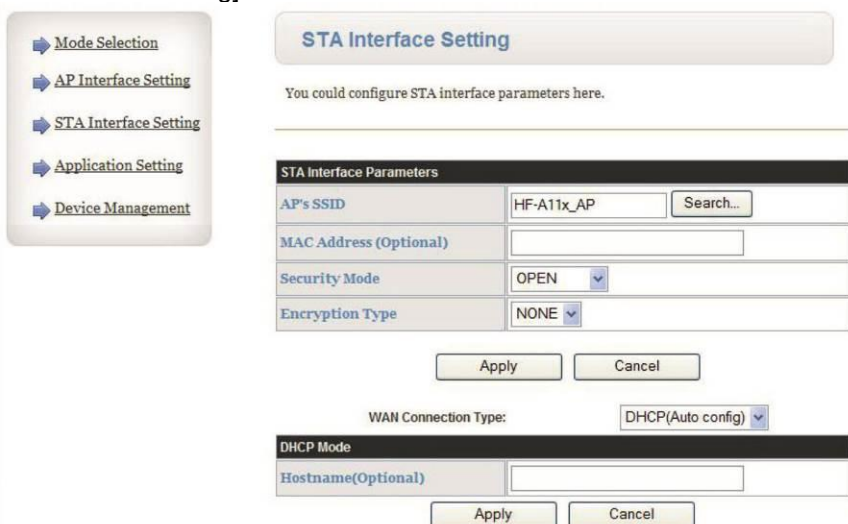 Mode Selection
AP Interface Setting
STA Interface Setting
Application Setting
Device Management
STA Interface Setting
You could configure STA interface parameters here.
STA Interface Parameters
AP's SSID HF-A11x_AP Search...
MAC Address (Optional)
Security Mode OPEN
Encryption Type NONE
Apply Cancel
WAN Connection Type: DHCP(Auto config)
DHCP Mode
Hostname(Optional)
Apply Cancel